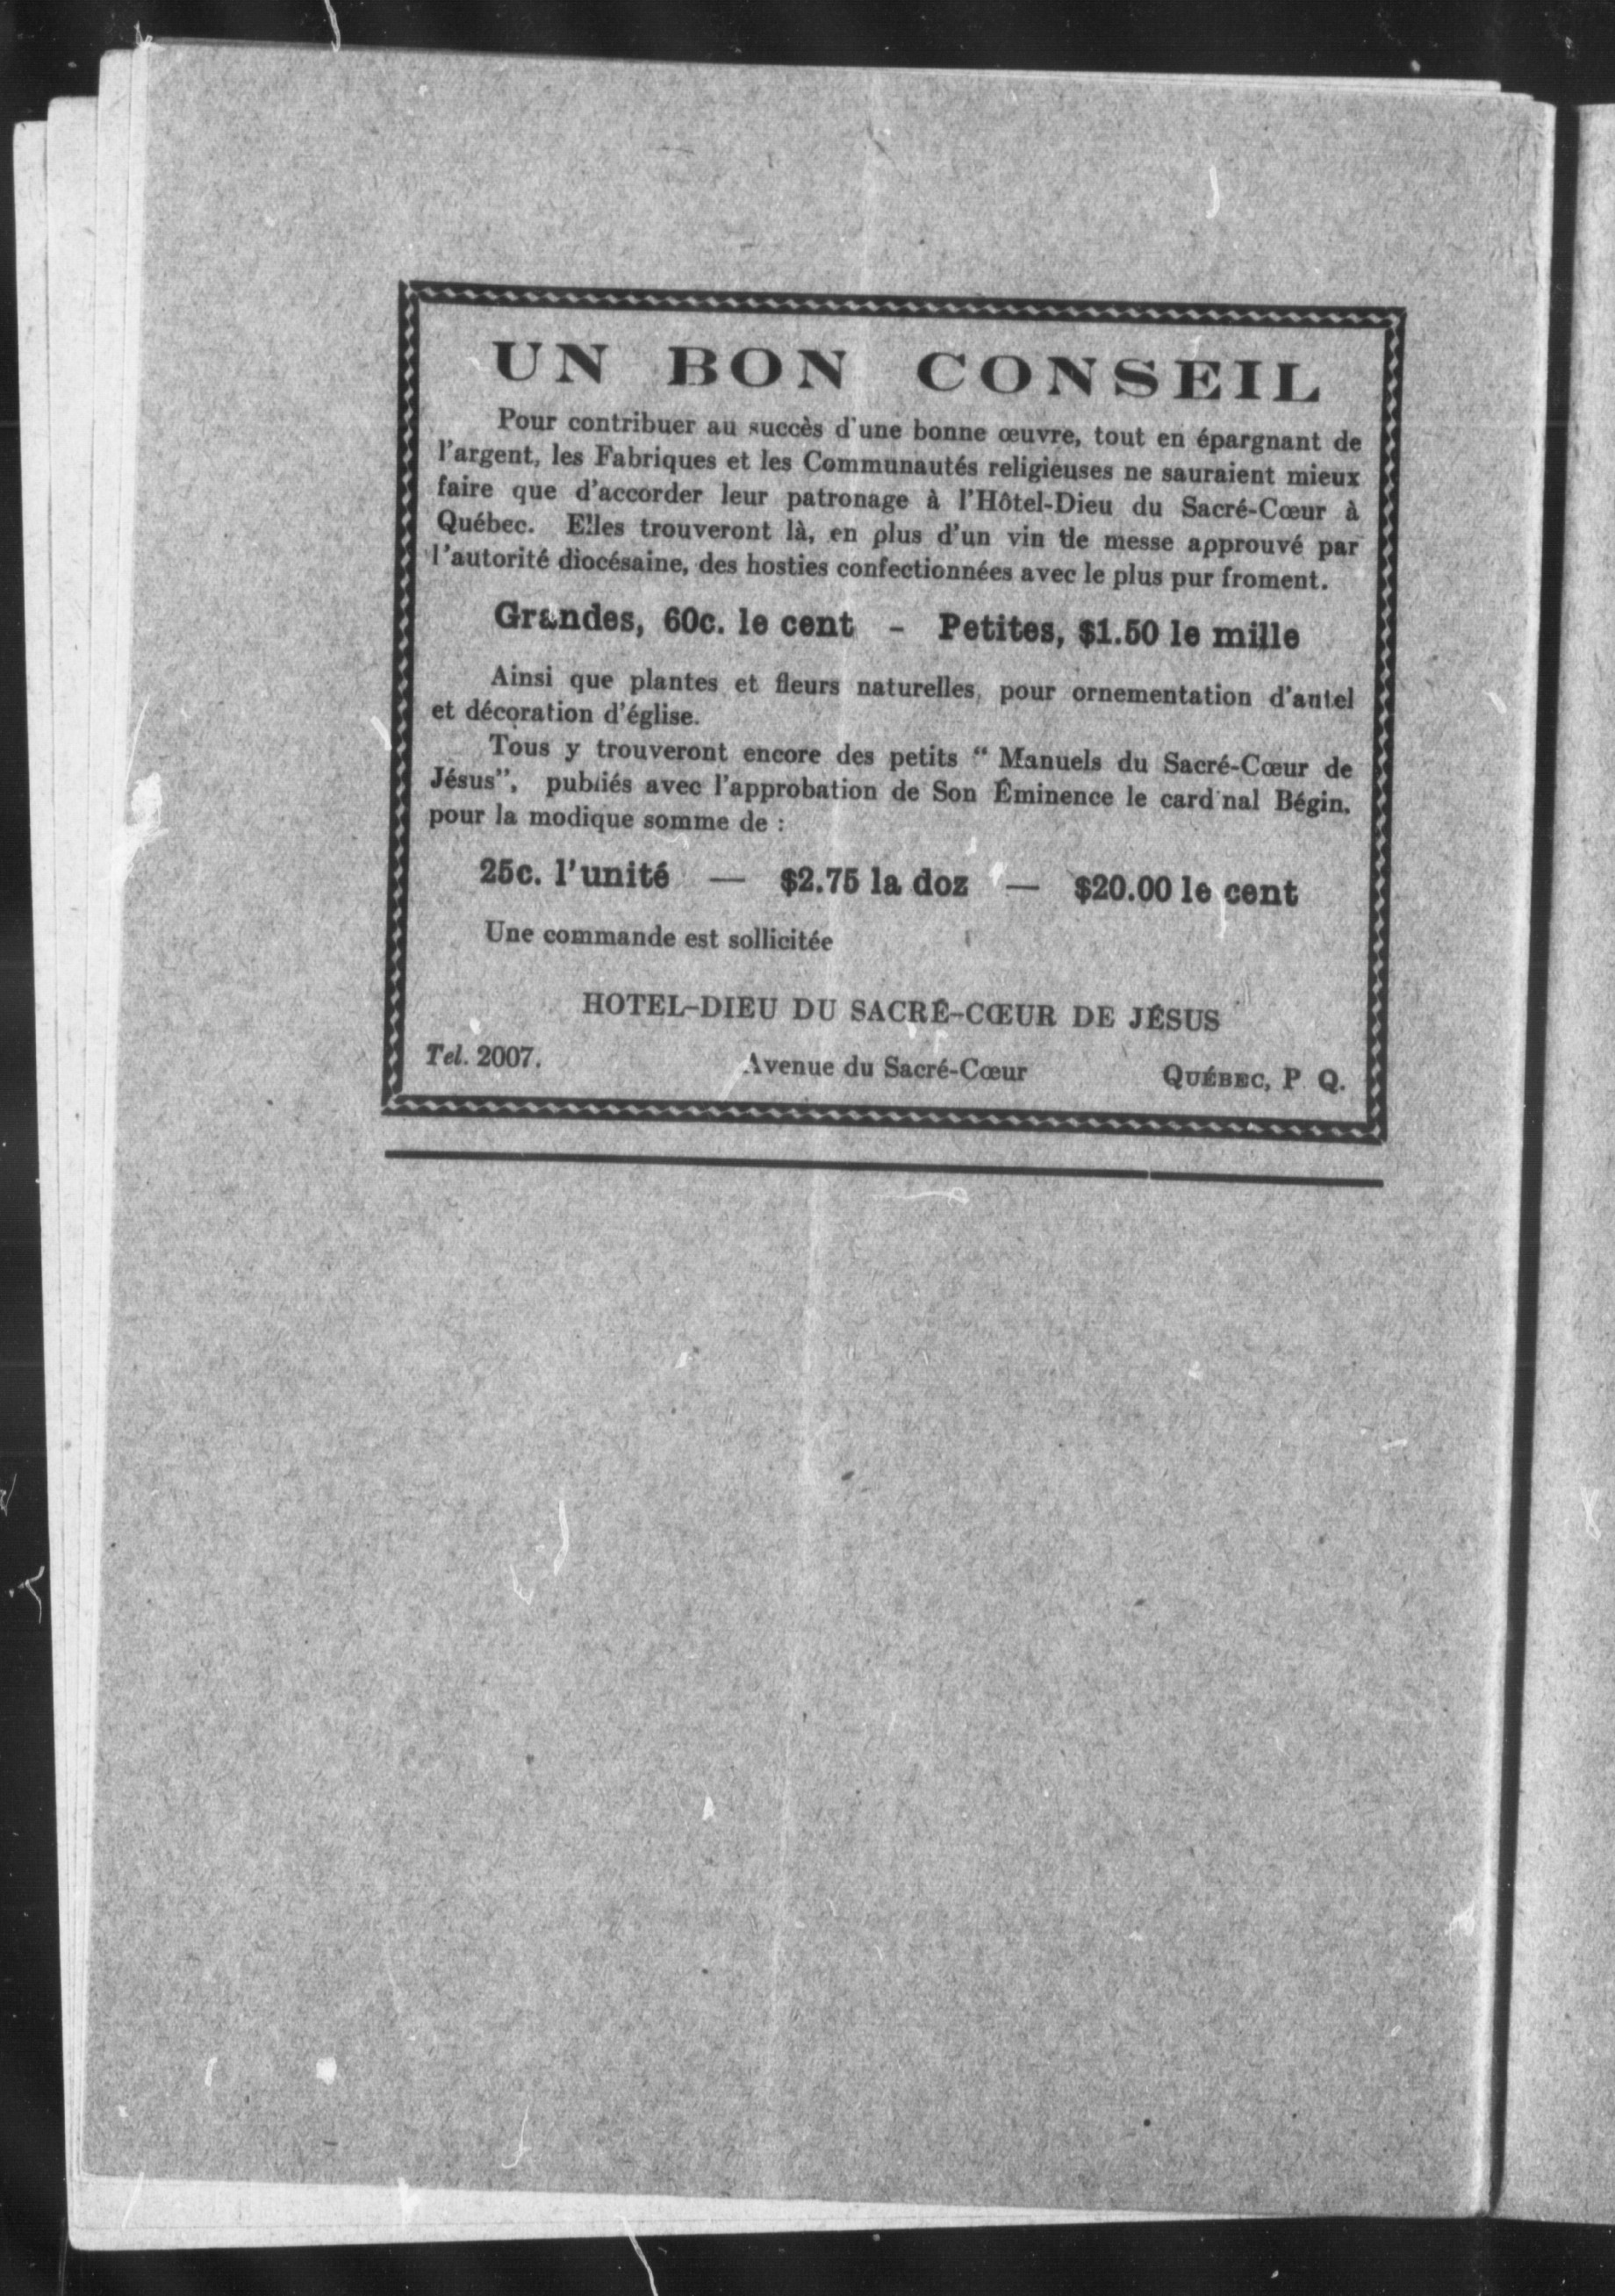 UN BON CONSEIL
Pour contribuer au succès d'une bonne œuvre, tout en épargnant de
l'argent, les Fabriques et les Communautés religieuses ne sauraient mieux
faire que d'accorder leur patronage à l'Hôtel-Dieu du Sacré-Cœur à
Québec. Elles trouveront là, en plus d'un vin de messe approuvé par
l'autorité diocésaine, des hosties confectionnées avec le plus pur froment.
Grandes, 60c. le cent - Petites, $1.50 le mille
Ainsi que plantes et fleurs naturelles, pour ornementation d'autel
et décoration d'église.
Tous y trouveront encore des petits “ Manuels du Sacré-Cœur de
Jésus”, publiés avec l'approbation de Son Éminence le card nal Bégin,
pour la modique somme de :
25c. l'unité — $2.75 la doz — $20.00 le cent
Une commande est sollicitée
HOTEL-DIEU DU SACRÉ-CŒUR DE JÉSUS
Tel. 2007. Avenue du Sacré-Cœur QUÉBEC, P Q.